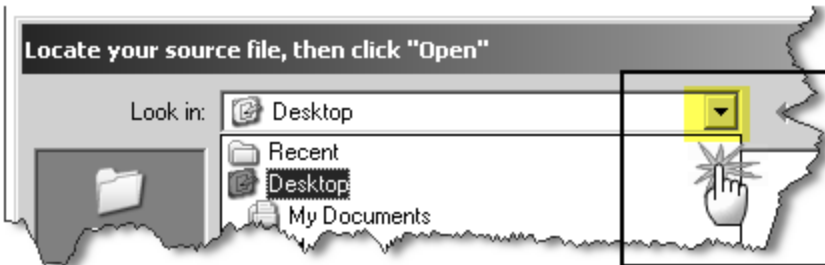 Locate your source file, then click "Open"
Look in: Desktop
Recent
Desktop
My Documents